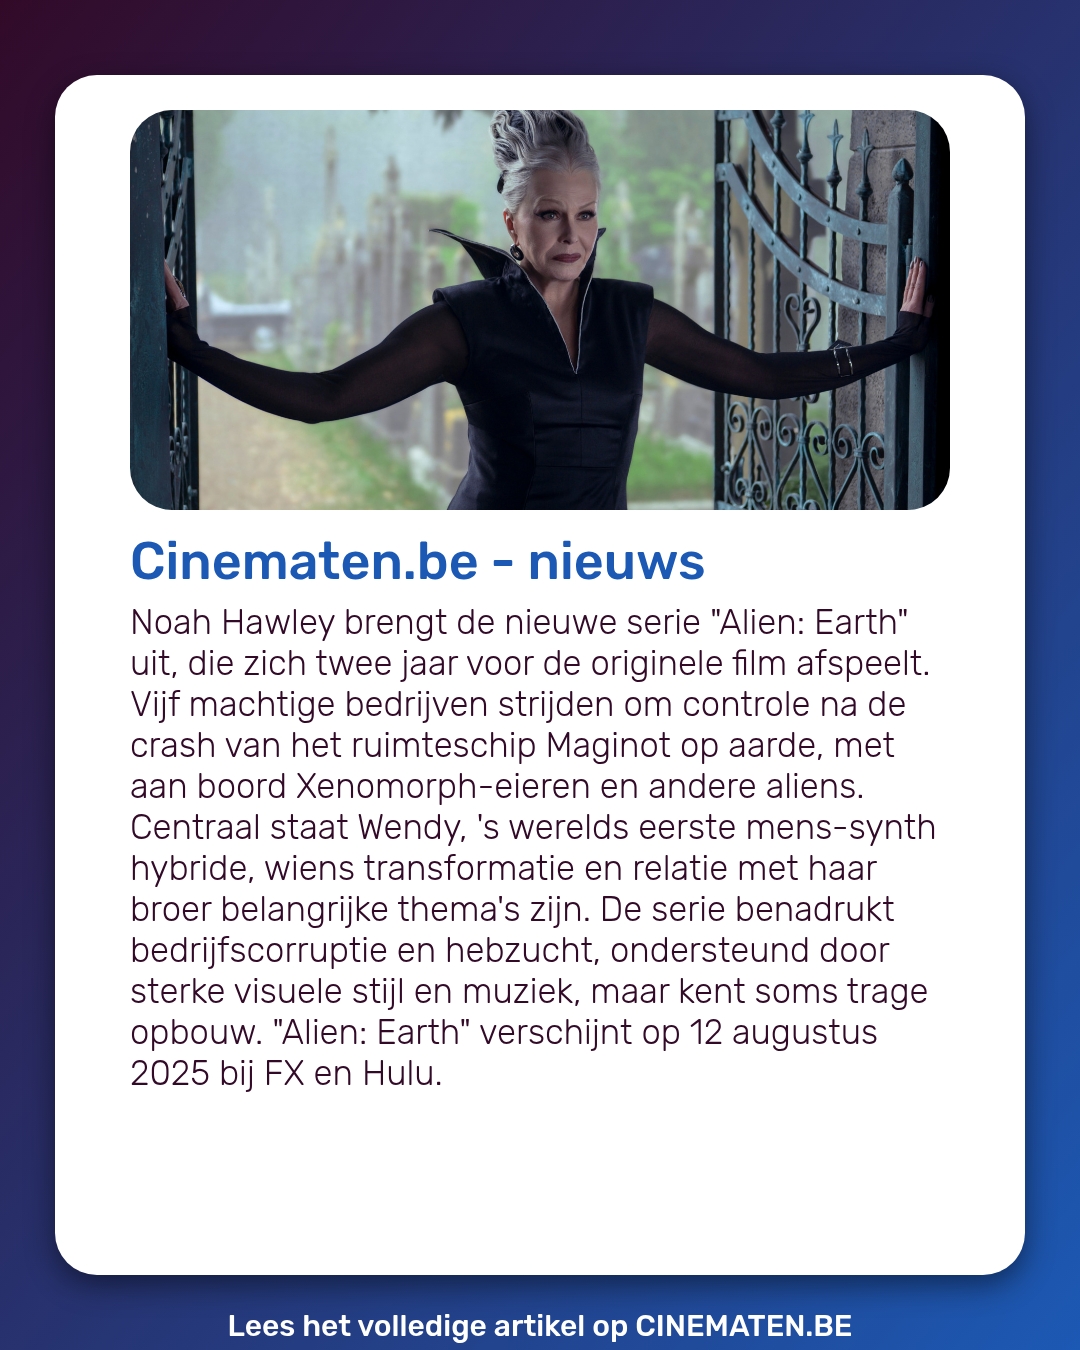 Cinematen.be - nieuws
Noah Hawley brengt de nieuwe serie "Alien: Earth"
uit, die zich twee jaar voor de originele film afspeelt.
Vijf machtige bedrijven strijden om controle na de
crash van het ruimteschip Maginot op aarde, met
aan boord Xenomorph-eieren en andere aliens.
Centraal staat Wendy, 's werelds eerste mens-synth
hybride, wiens transformatie en relatie met haar
broer belangrijke thema's zijn. De serie benadrukt
bedrijfscorruptie en hebzucht, ondersteund door
sterke visuele stijl en muziek, maar kent soms trage
opbouw. "Alien: Earth" verschijnt op 12 augustus
2025 bij FX en Hulu.
Lees het volledige artikel op CINEMATEN.BE